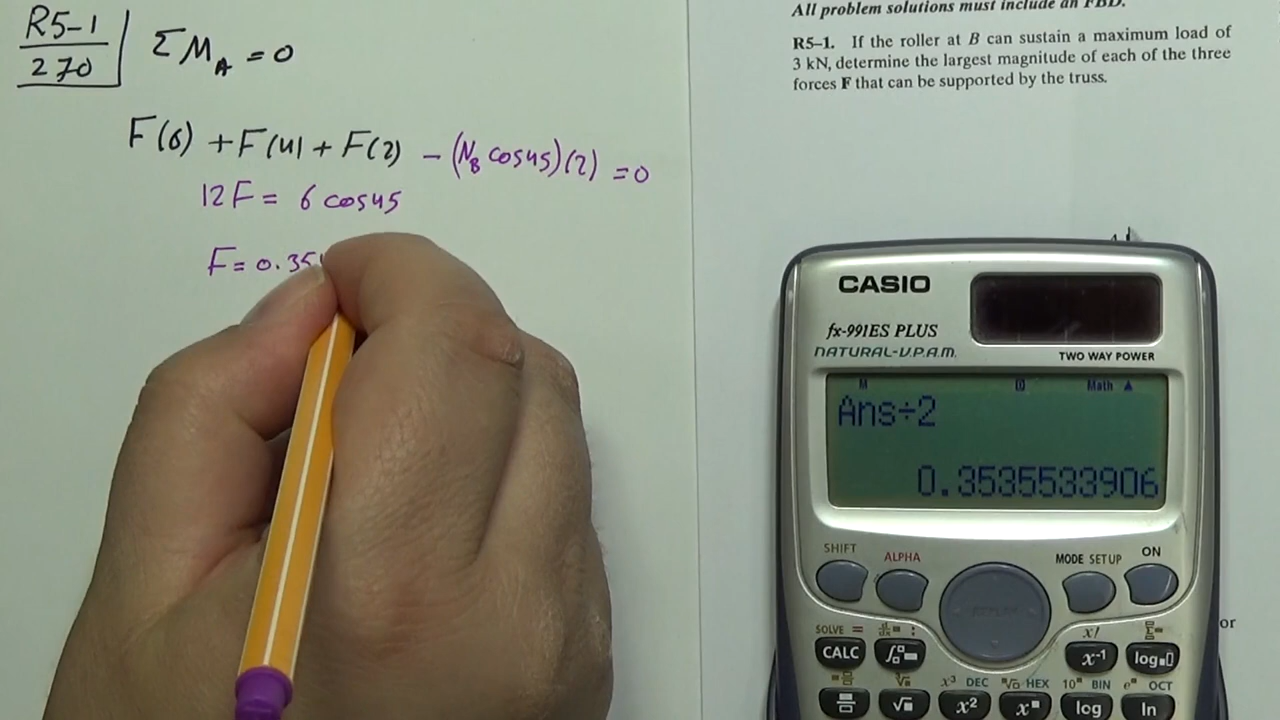 R5-1
270
ΣM_A = 0
F(6) + F(4) + F(2) - (N_B cos45)(2) = 0
12F = 6 cos45
F = 0.35
All problem solutions must include an FBD.
R5–1. If the roller at B can sustain a maximum load of
3 kN, determine the largest magnitude of each of the three
forces F that can be supported by the truss.
CASIO
fx-991ES PLUS
NATURAL-V.P.A.M.
TWO WAY POWER
M D Math ▲
Ans÷2
0.3535533906
SHIFT ALPHA MODE SETUP ON
SOLVE = : x!
CALC x⁻¹ log
x³ DEC HEX 10ˣ BIN eˣ OCT
√ x² log ln
or